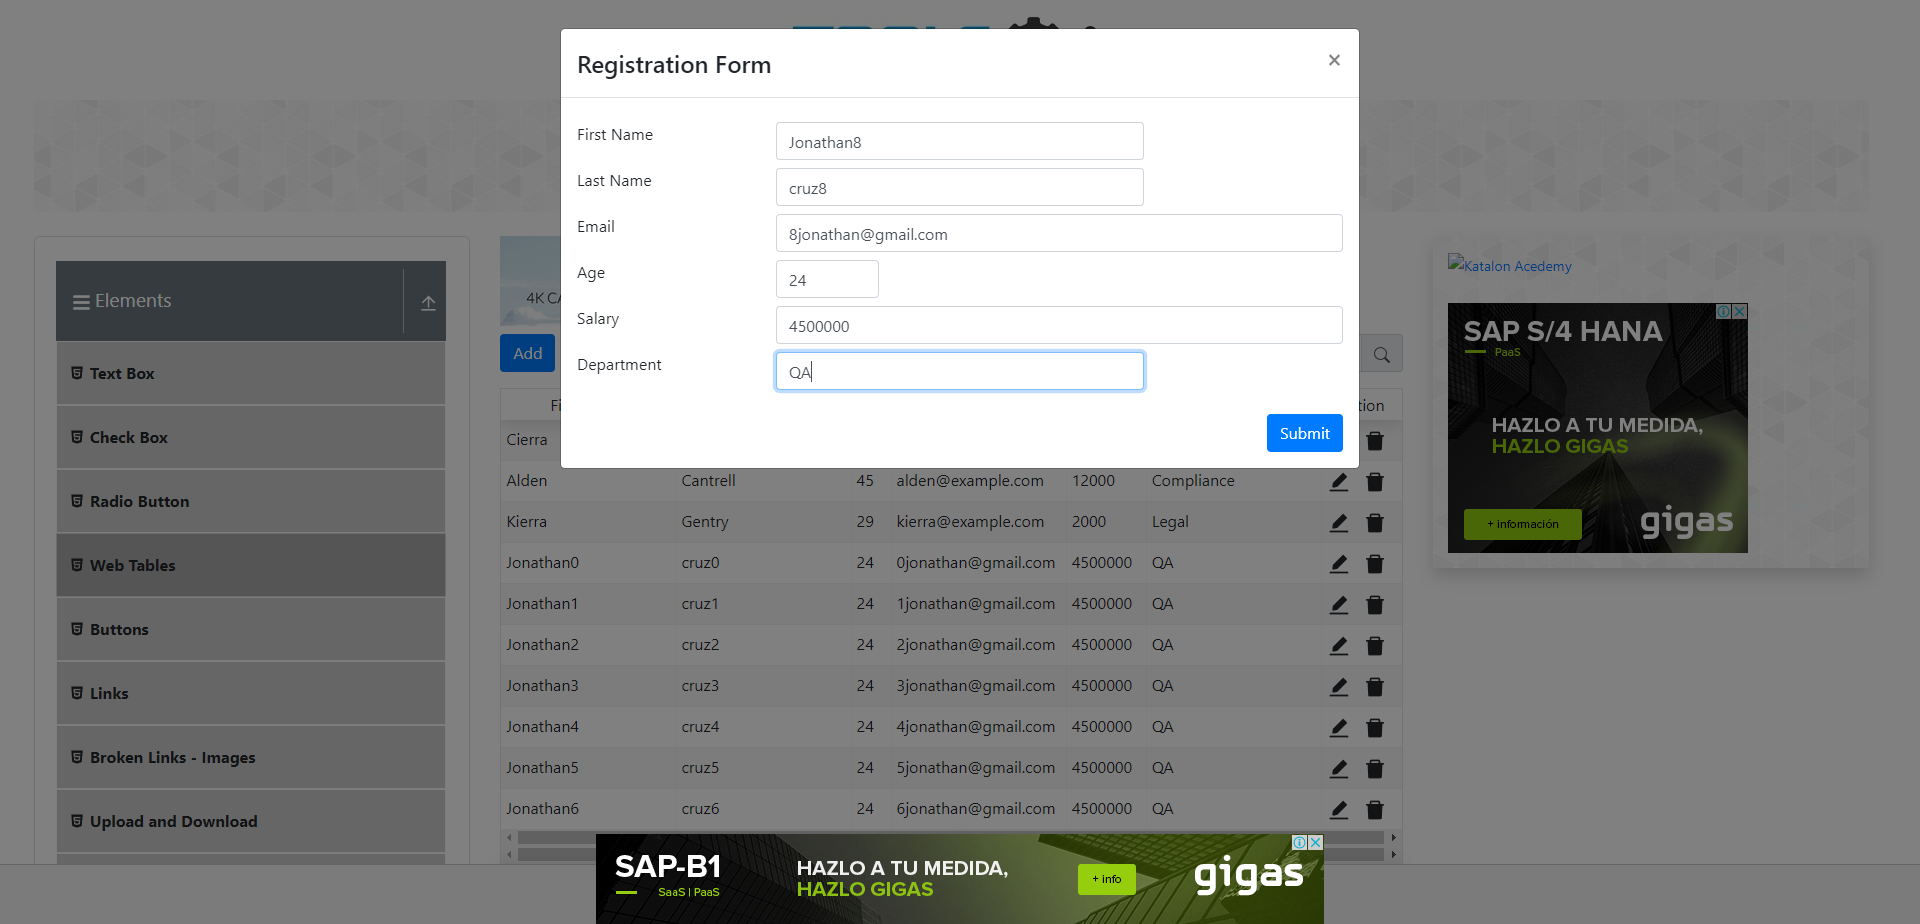 Registration Form
×
First Name
Jonathan8
Last Name
cruz8
Email
8jonathan@gmail.com
Age
24
Salary
4500000
Department
QA
Submit
Elements
Text Box
Check Box
Radio Button
Web Tables
Buttons
Links
Broken Links - Images
Upload and Download
4K CA
Add
Fi
tion
Cierra
Alden Cantrell 45 alden@example.com 12000 Compliance
Kierra Gentry 29 kierra@example.com 2000 Legal
Jonathan0 cruz0 24 0jonathan@gmail.com 4500000 QA
Jonathan1 cruz1 24 1jonathan@gmail.com 4500000 QA
Jonathan2 cruz2 24 2jonathan@gmail.com 4500000 QA
Jonathan3 cruz3 24 3jonathan@gmail.com 4500000 QA
Jonathan4 cruz4 24 4jonathan@gmail.com 4500000 QA
Jonathan5 cruz5 24 5jonathan@gmail.com 4500000 QA
Jonathan6 cruz6 24 6jonathan@gmail.com 4500000 QA
Katalon Acedemy
SAP S/4 HANA
PaaS
HAZLO A TU MEDIDA,
HAZLO GIGAS
+ información
gigas
SAP-B1
SaaS | PaaS
HAZLO A TU MEDIDA,
HAZLO GIGAS
+ info
gigas